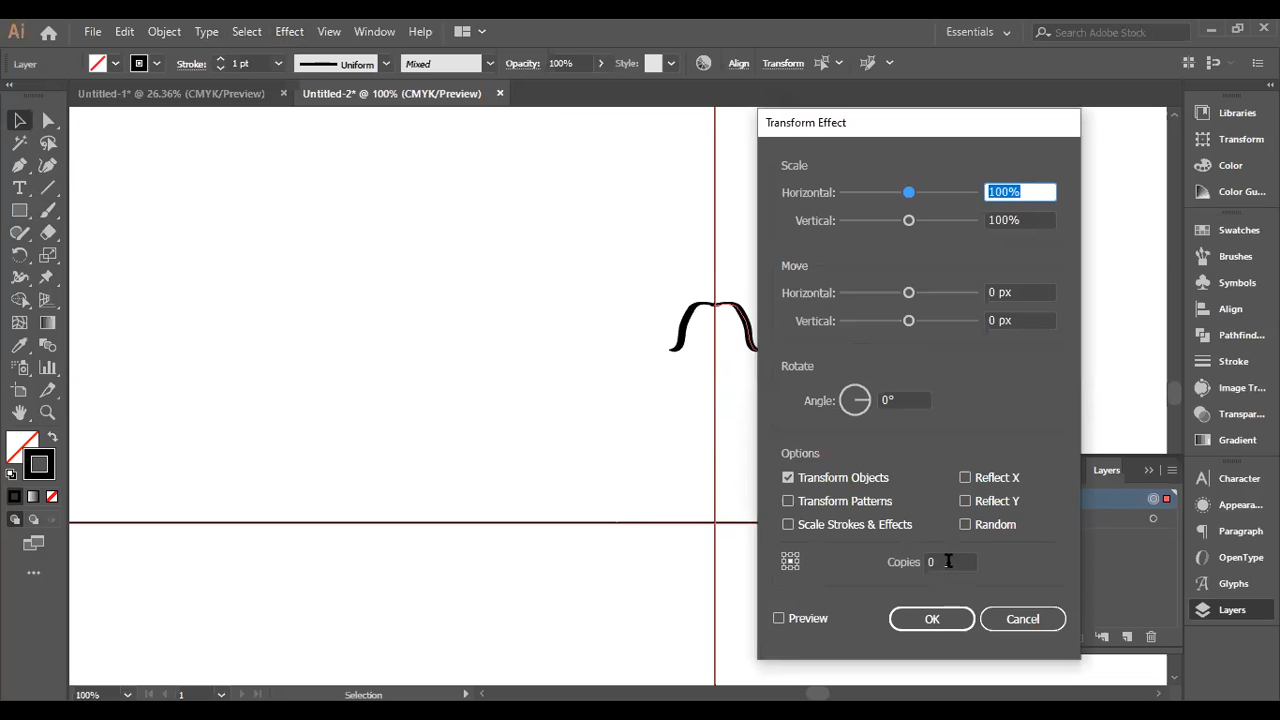 Ai File Edit Object Type Select Effect View Window Help Essentials Search Adobe Stock
Layer Stroke: 1 pt Uniform Mixed Opacity: 100% Style: Align Transform
Untitled-1* @ 26.36% (CMYK/Preview) × Untitled-2* @ 100% (CMYK/Preview) ×
Transform Effect
Scale
Horizontal: 100%
Vertical: 100%
Move
Horizontal: 0 px
Vertical: 0 px
Rotate
Angle: 0°
Options
Transform Objects Reflect X
Transform Patterns Reflect Y
Scale Strokes & Effects Random
Copies 0
Preview OK Cancel
Layers
Libraries
Transform
Color
Color Gu...
Swatches
Brushes
Symbols
Align
Pathfind...
Stroke
Image Tr...
Transpar...
Gradient
Character
Appeara...
Paragraph
OpenType
Glyphs
Layers
100% 1 Selection